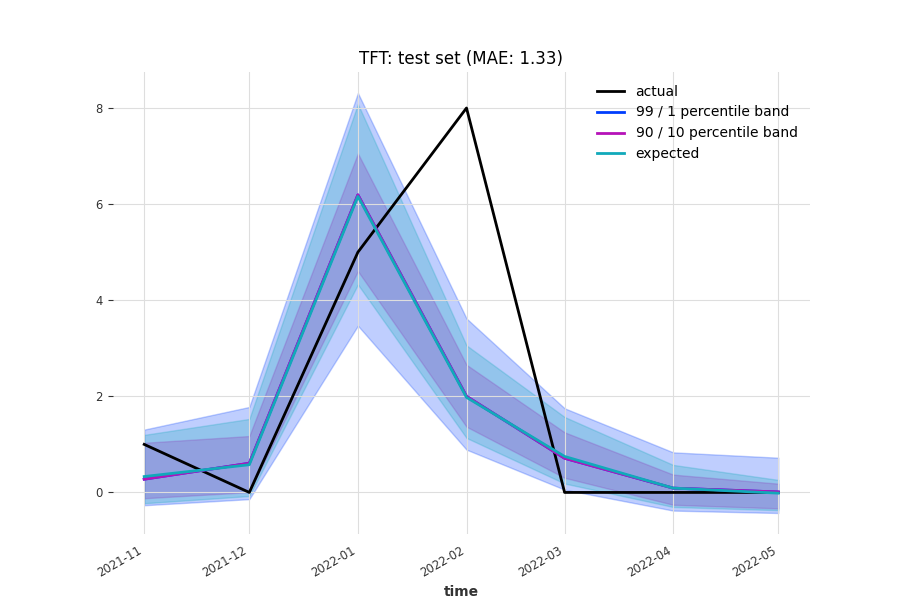 TFT: test set (MAE: 1.33)
actual
99 / 1 percentile band
90 / 10 percentile band
expected
8
6
4
2
0
2021-11
2021-12
2022-01
2022-02
2022-03
2022-04
2022-05
time